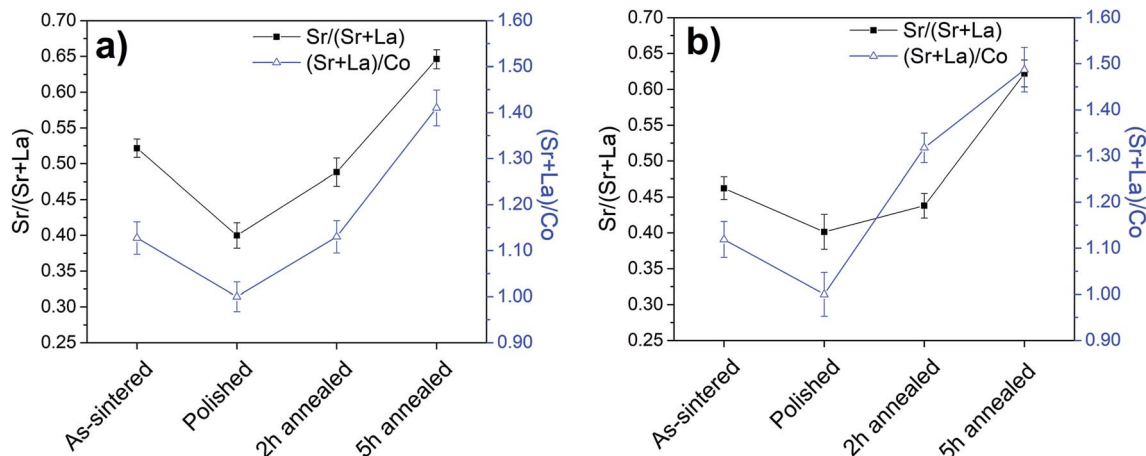 a)
Sr/(Sr+La)
(Sr+La)/Co
0.70
0.65
0.60
0.55
0.50
0.45
0.40
0.35
0.30
0.25
Sr/(Sr+La)
1.60
1.50
1.40
1.30
1.20
1.10
1.00
0.90
(Sr+La)/Co
As-sintered
Polished
2h annealed
5h annealed
b)
Sr/(Sr+La)
(Sr+La)/Co
0.70
0.65
0.60
0.55
0.50
0.45
0.40
0.35
0.30
0.25
Sr/(Sr+La)
1.60
1.50
1.40
1.30
1.20
1.10
1.00
0.90
(Sr+La)/Co
As-sintered
Polished
2h annealed
5h annealed